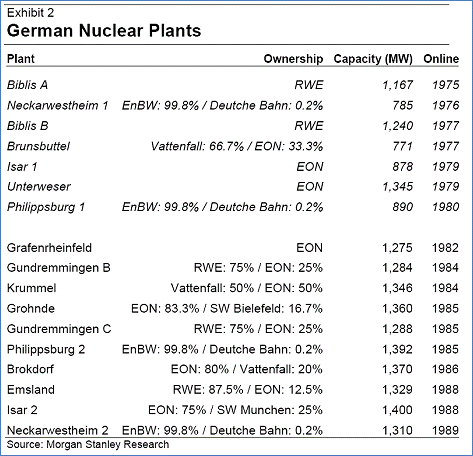 Exhibit 2
German Nuclear Plants
Plant Ownership Capacity (MW) Online
Biblis A RWE 1,167 1975
Neckarwestheim 1 EnBW: 99.8% / Deutche Bahn: 0.2% 785 1976
Biblis B RWE 1,240 1977
Brunsbuttel Vattenfall: 66.7% / EON: 33.3% 771 1977
Isar 1 EON 878 1979
Unterweser EON 1,345 1979
Philippsburg 1 EnBW: 99.8% / Deutche Bahn: 0.2% 890 1980
Grafenrheinfeld EON 1,275 1982
Gundremmingen B RWE: 75% / EON: 25% 1,284 1984
Krummel Vattenfall: 50% / EON: 50% 1,346 1984
Grohnde EON: 83.3% / SW Bielefeld: 16.7% 1,360 1985
Gundremmingen C RWE: 75% / EON: 25% 1,288 1985
Philippsburg 2 EnBW: 99.8% / Deutche Bahn: 0.2% 1,392 1985
Brokdorf EON: 80% / Vattenfall: 20% 1,370 1986
Emsland RWE: 87.5% / EON: 12.5% 1,329 1988
Isar 2 EON: 75% / SW Munchen: 25% 1,400 1988
Neckarwestheim 2 EnBW: 99.8% / Deutche Bahn: 0.2% 1,310 1989
Source: Morgan Stanley Research